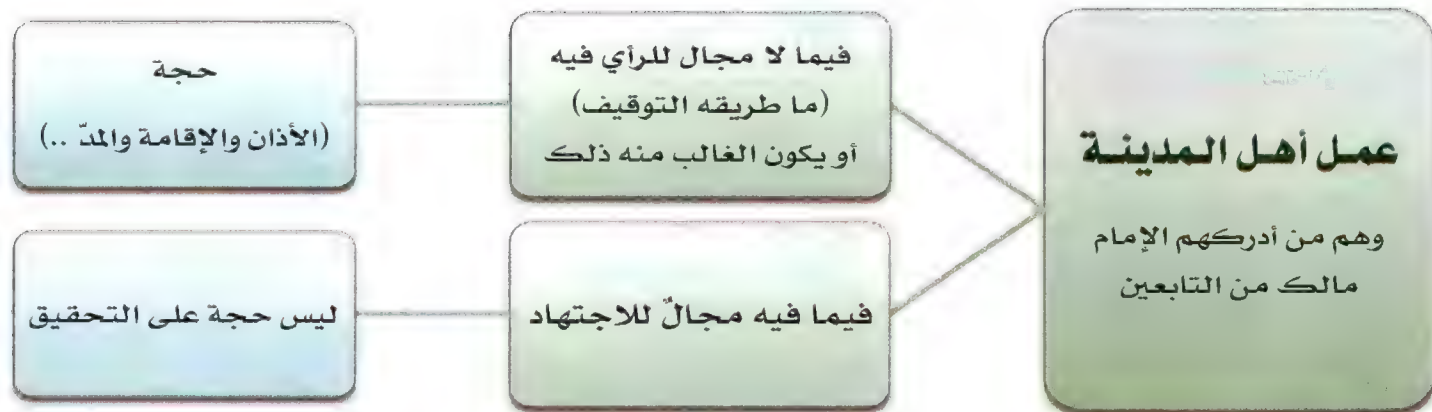 عمل أهل المدينة
وهم من أدركهم الإمام
مالك من التابعين
فيما لا مجال للرأي فيه
(ما طريقه التوقيف)
أو يكون الغالب منه ذلك
حجة
(الأذان والإقامة والمدّ ..)
فيما فيه مجالٌ للاجتهاد
ليس حجة على التحقيق